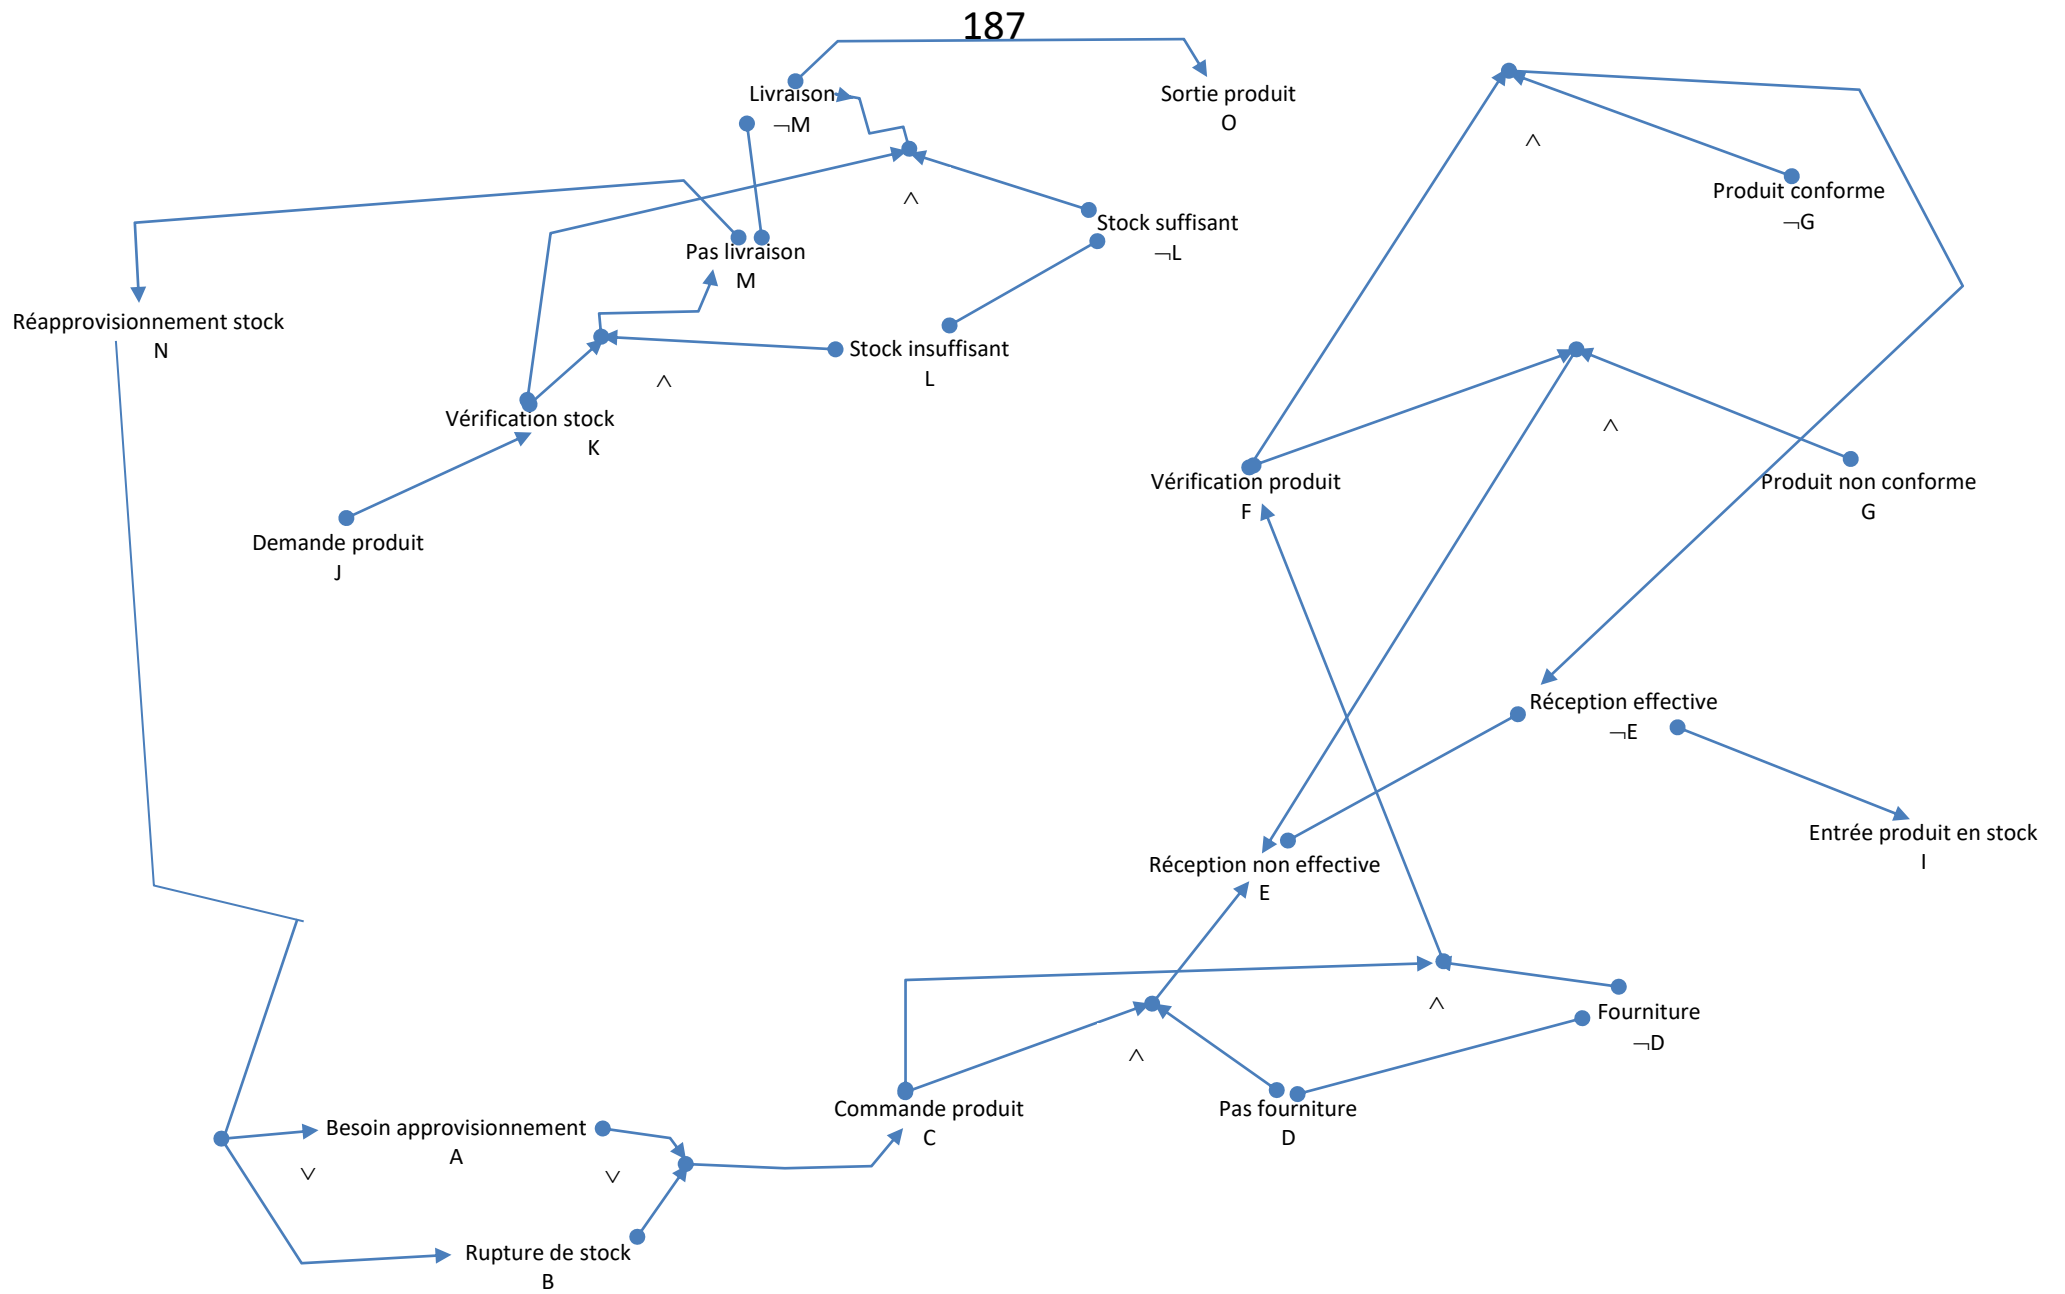 187
Livraison
¬M
Sortie produit
O
∧
Produit conforme
¬G
∧
Stock suffisant
¬L
Pas livraison
M
Réapprovisionnement stock
N
Stock insuffisant
L
∧
Vérification stock
K
∧
Vérification produit
F
Produit non conforme
G
Demande produit
J
Réception effective
¬E
Entrée produit en stock
I
Réception non effective
E
∧
Fourniture
¬D
∧
Commande produit
C
Pas fourniture
D
Besoin approvisionnement
A
∨
∨
Rupture de stock
B